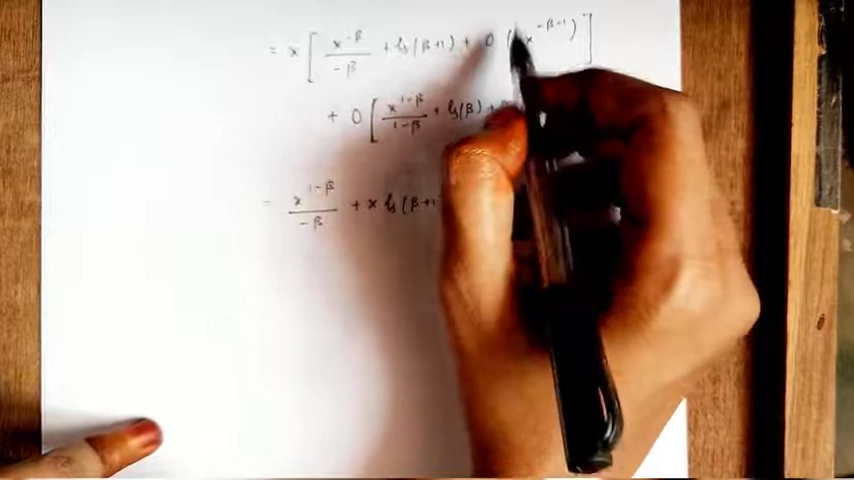 = x [ x^{-β}/-β + ζ(β+1) + O(x^{-β-1}) ]
+ O [ x^{1-β}/1-β + ζ(β) +
= x^{1-β}/-β + x ζ(β+1